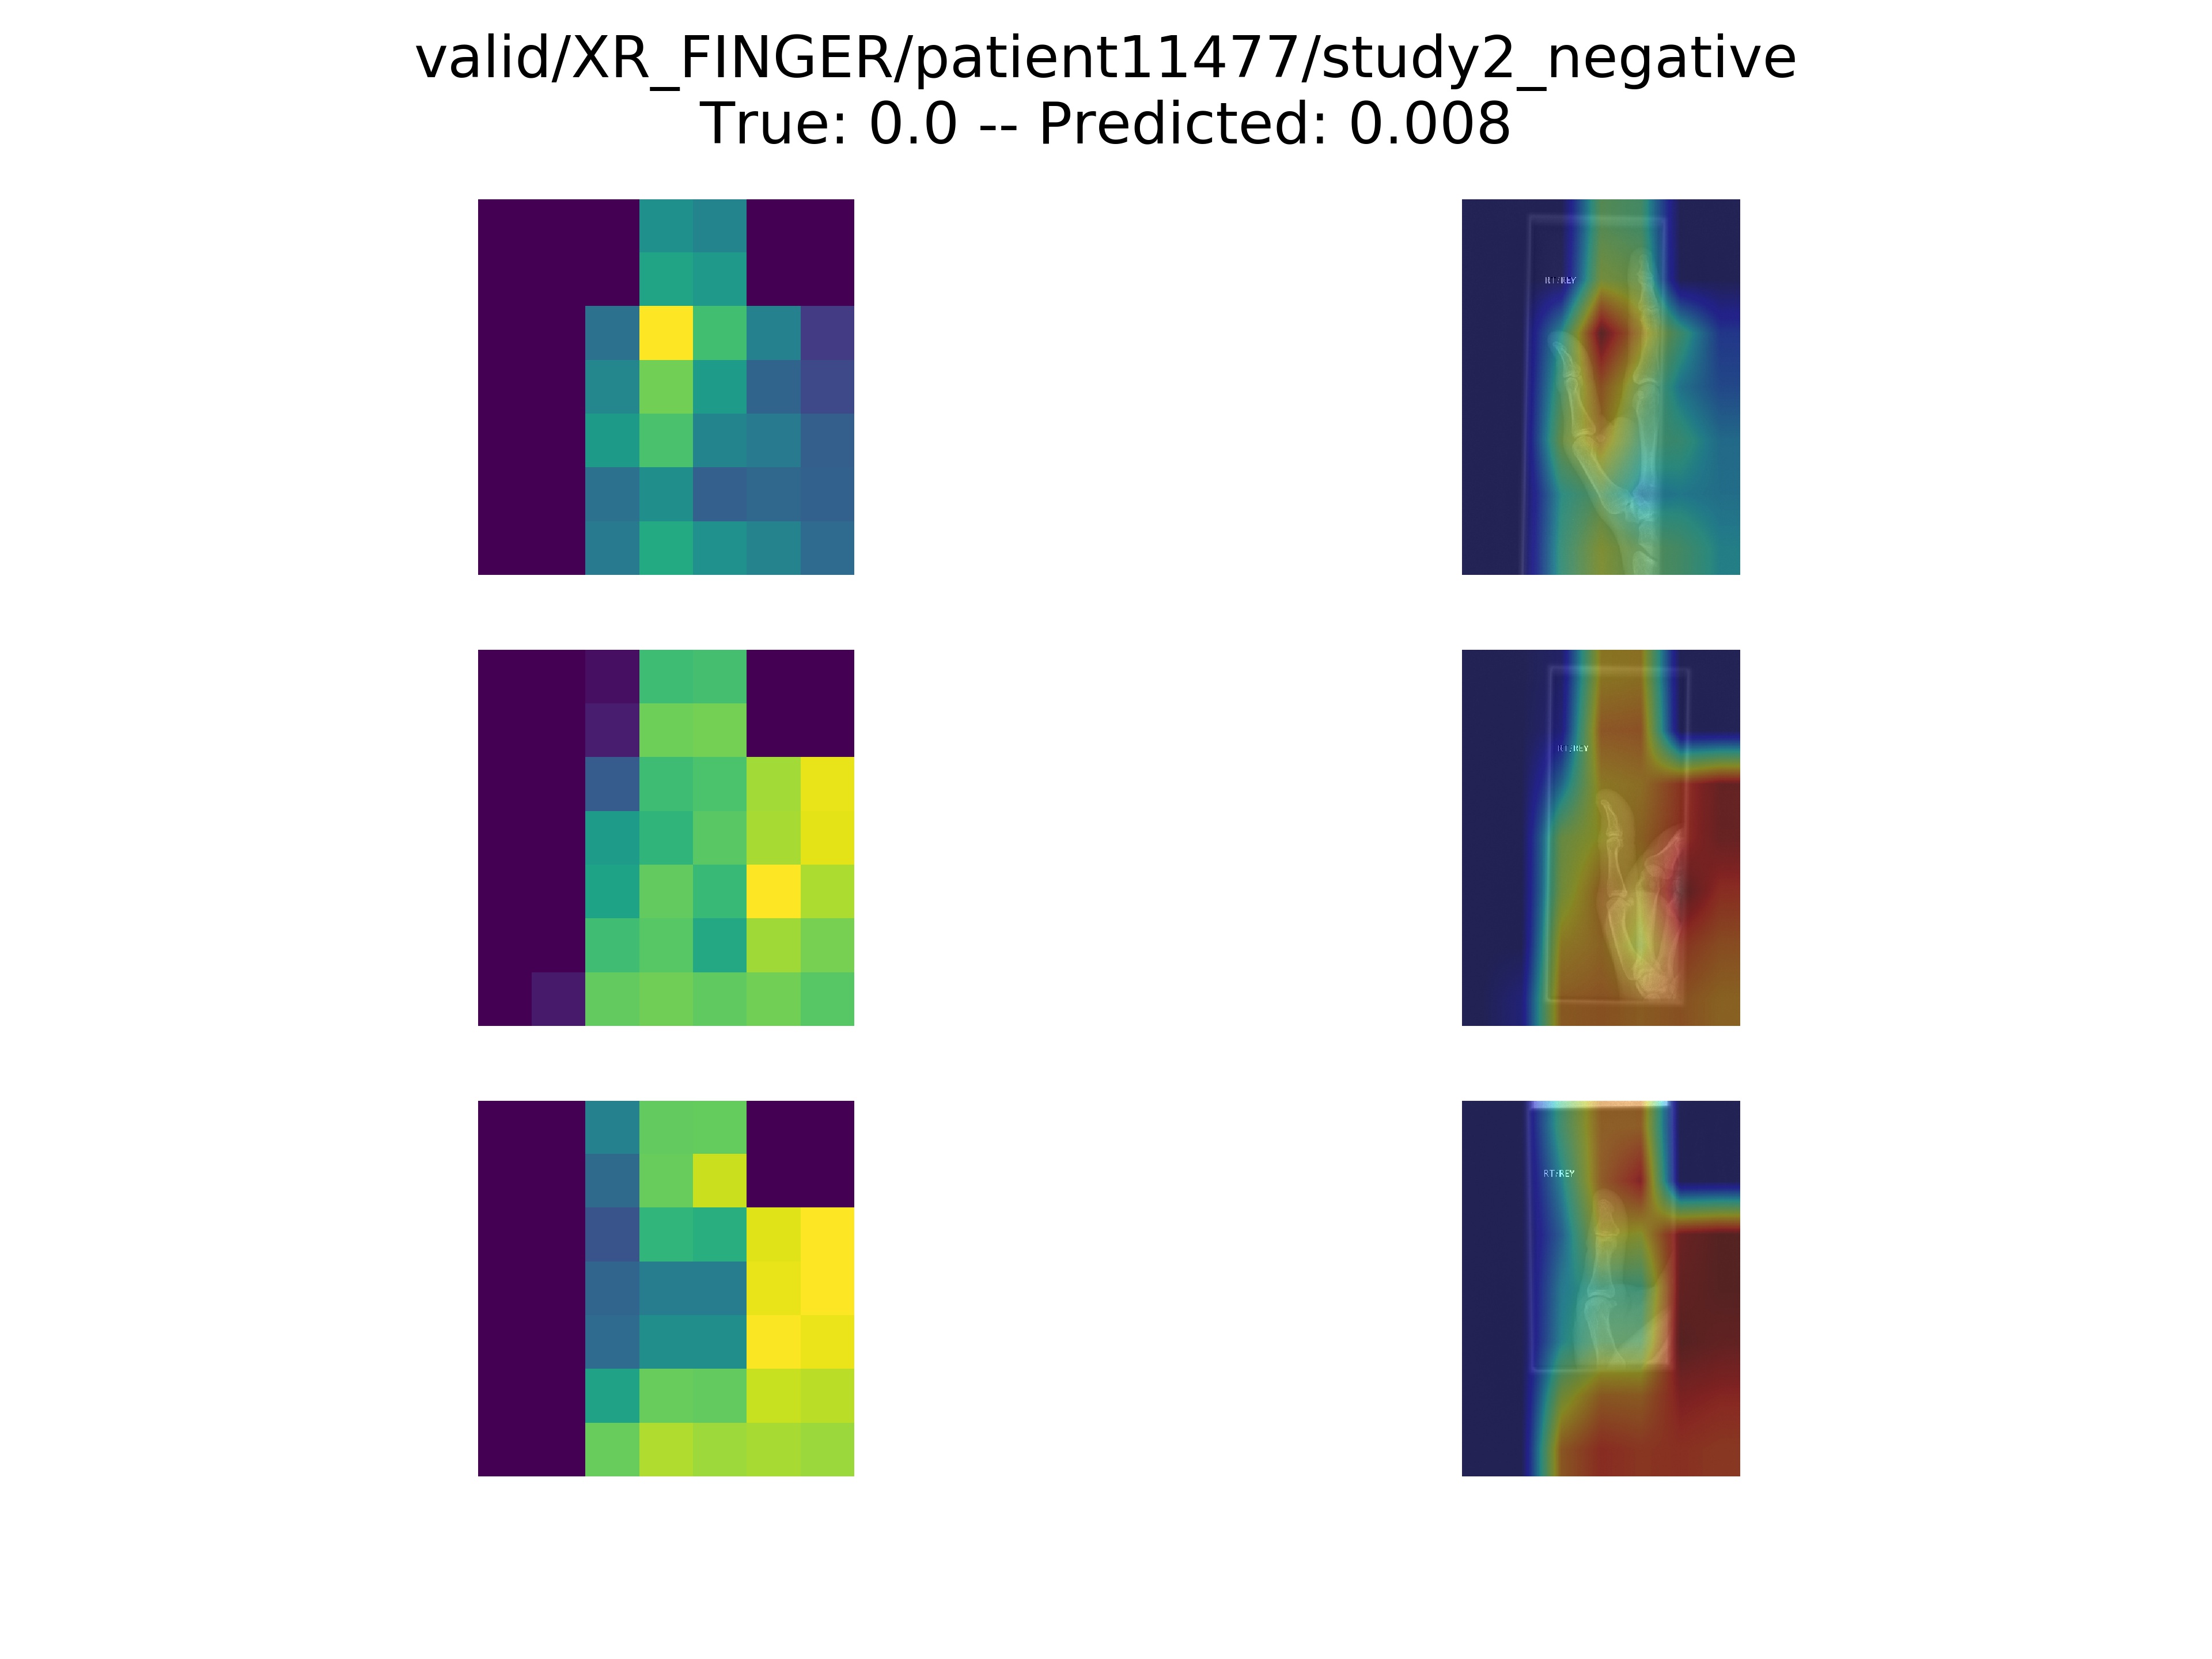 valid/XR_FINGER/patient11477/study2_negative
True: 0.0 -- Predicted: 0.008